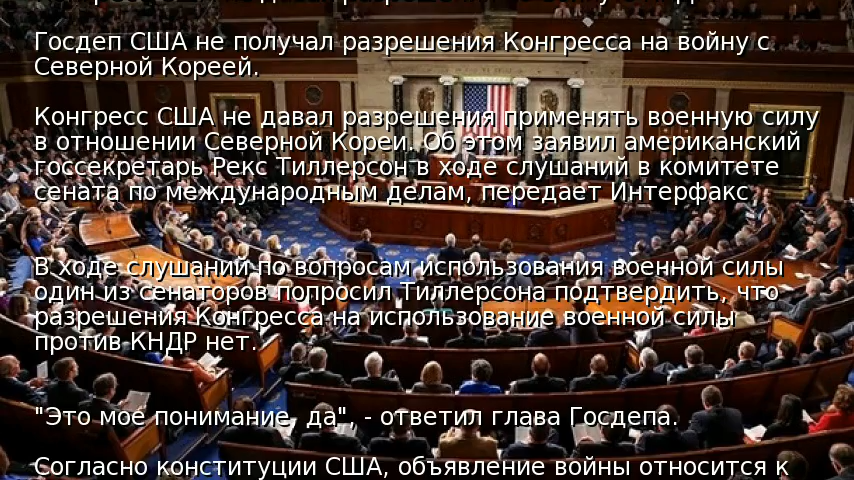 Госдеп США не получал разрешения Конгресса на войну с
Северной Кореей.
Конгресс США не давал разрешения применять военную силу
в отношении Северной Кореи. Об этом заявил американский
госсекретарь Рекс Тиллерсон в ходе слушаний в комитете
сената по международным делам, передает Интерфакс.
В ходе слушаний по вопросам использования военной силы
один из сенаторов попросил Тиллерсона подтвердить, что
разрешения Конгресса на использование военной силы
против КНДР нет.
"Это мое понимание, да", - ответил глава Госдепа.
Согласно конституции США, объявление войны относится к